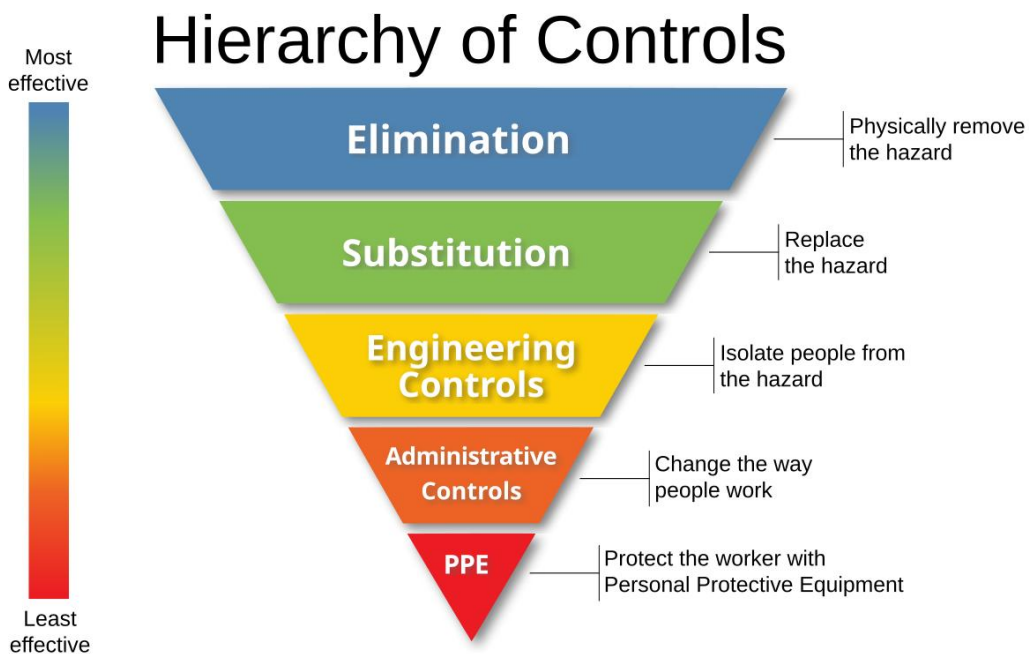 Hierarchy of Controls
Most
effective
Elimination
Physically remove
the hazard
Substitution
Replace
the hazard
Engineering
Controls
Isolate people from
the hazard
Administrative
Controls
Change the way
people work
PPE
Protect the worker with
Personal Protective Equipment
Least
effective